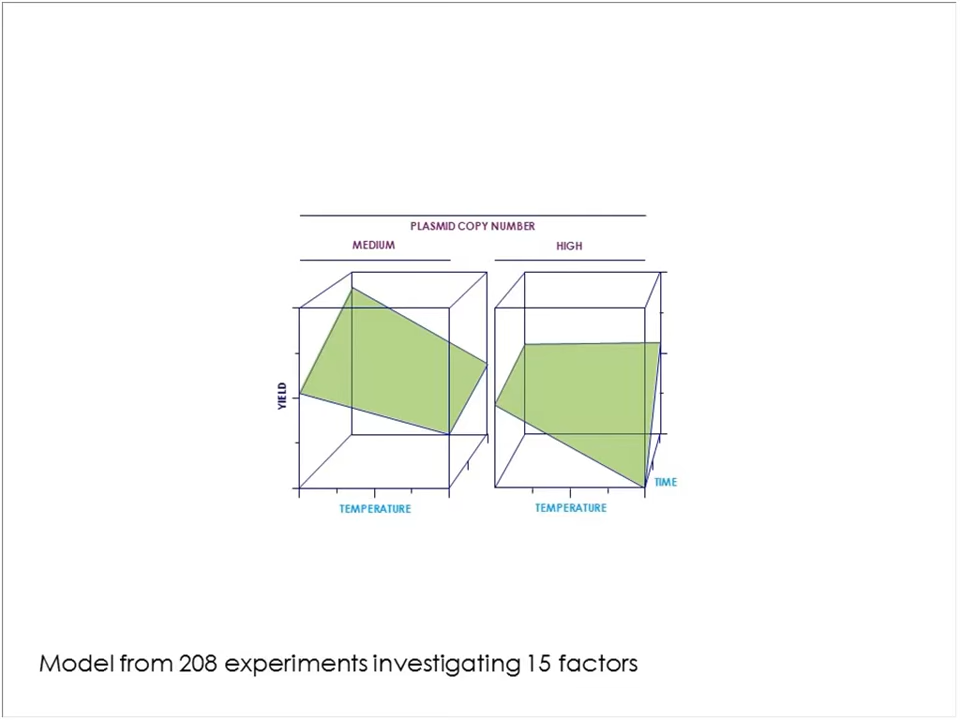 PLASMID COPY NUMBER
MEDIUM
HIGH
YIELD
TIME
TEMPERATURE
TEMPERATURE
Model from 208 experiments investigating 15 factors